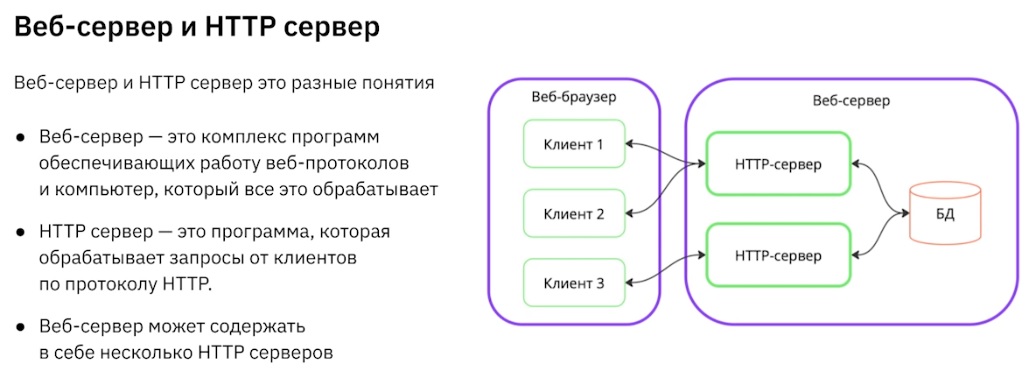 Веб-сервер и HTTP сервер
Веб-сервер и HTTP сервер это разные понятия
● Веб-сервер — это комплекс программ
обеспечивающих работу веб-протоколов
и компьютер, который все это обрабатывает
● HTTP сервер — это программа, которая
обрабатывает запросы от клиентов
по протоколу HTTP.
● Веб-сервер может содержать
в себе несколько HTTP серверов
Веб-браузер
Клиент 1
Клиент 2
Клиент 3
Веб-сервер
HTTP-сервер
HTTP-сервер
БД